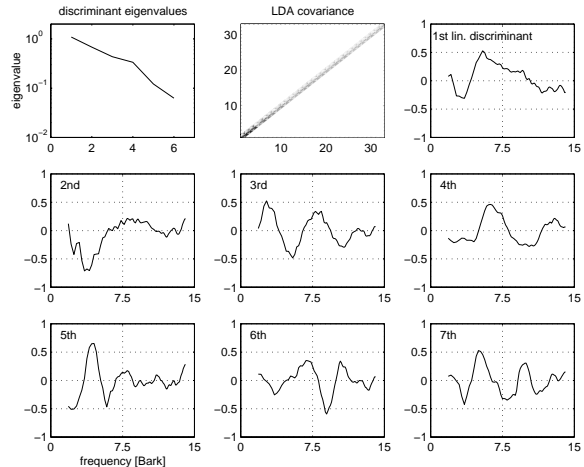 discriminant eigenvalues
LDA covariance
1st lin. discriminant
eigenvalue
10^0
10^-1
10^-2
2 4 6
30
20
10
10 20 30
1
0.5
0
-0.5
-1
0 7.5 15
2nd
1
0.5
0
-0.5
-1
0 7.5 15
3rd
1
0.5
0
-0.5
-1
0 7.5 15
4th
1
0.5
0
-0.5
-1
0 7.5 15
5th
1
0.5
0
-0.5
-1
0 7.5 15
frequency [Bark]
6th
1
0.5
0
-0.5
-1
0 7.5 15
7th
1
0.5
0
-0.5
-1
0 7.5 15